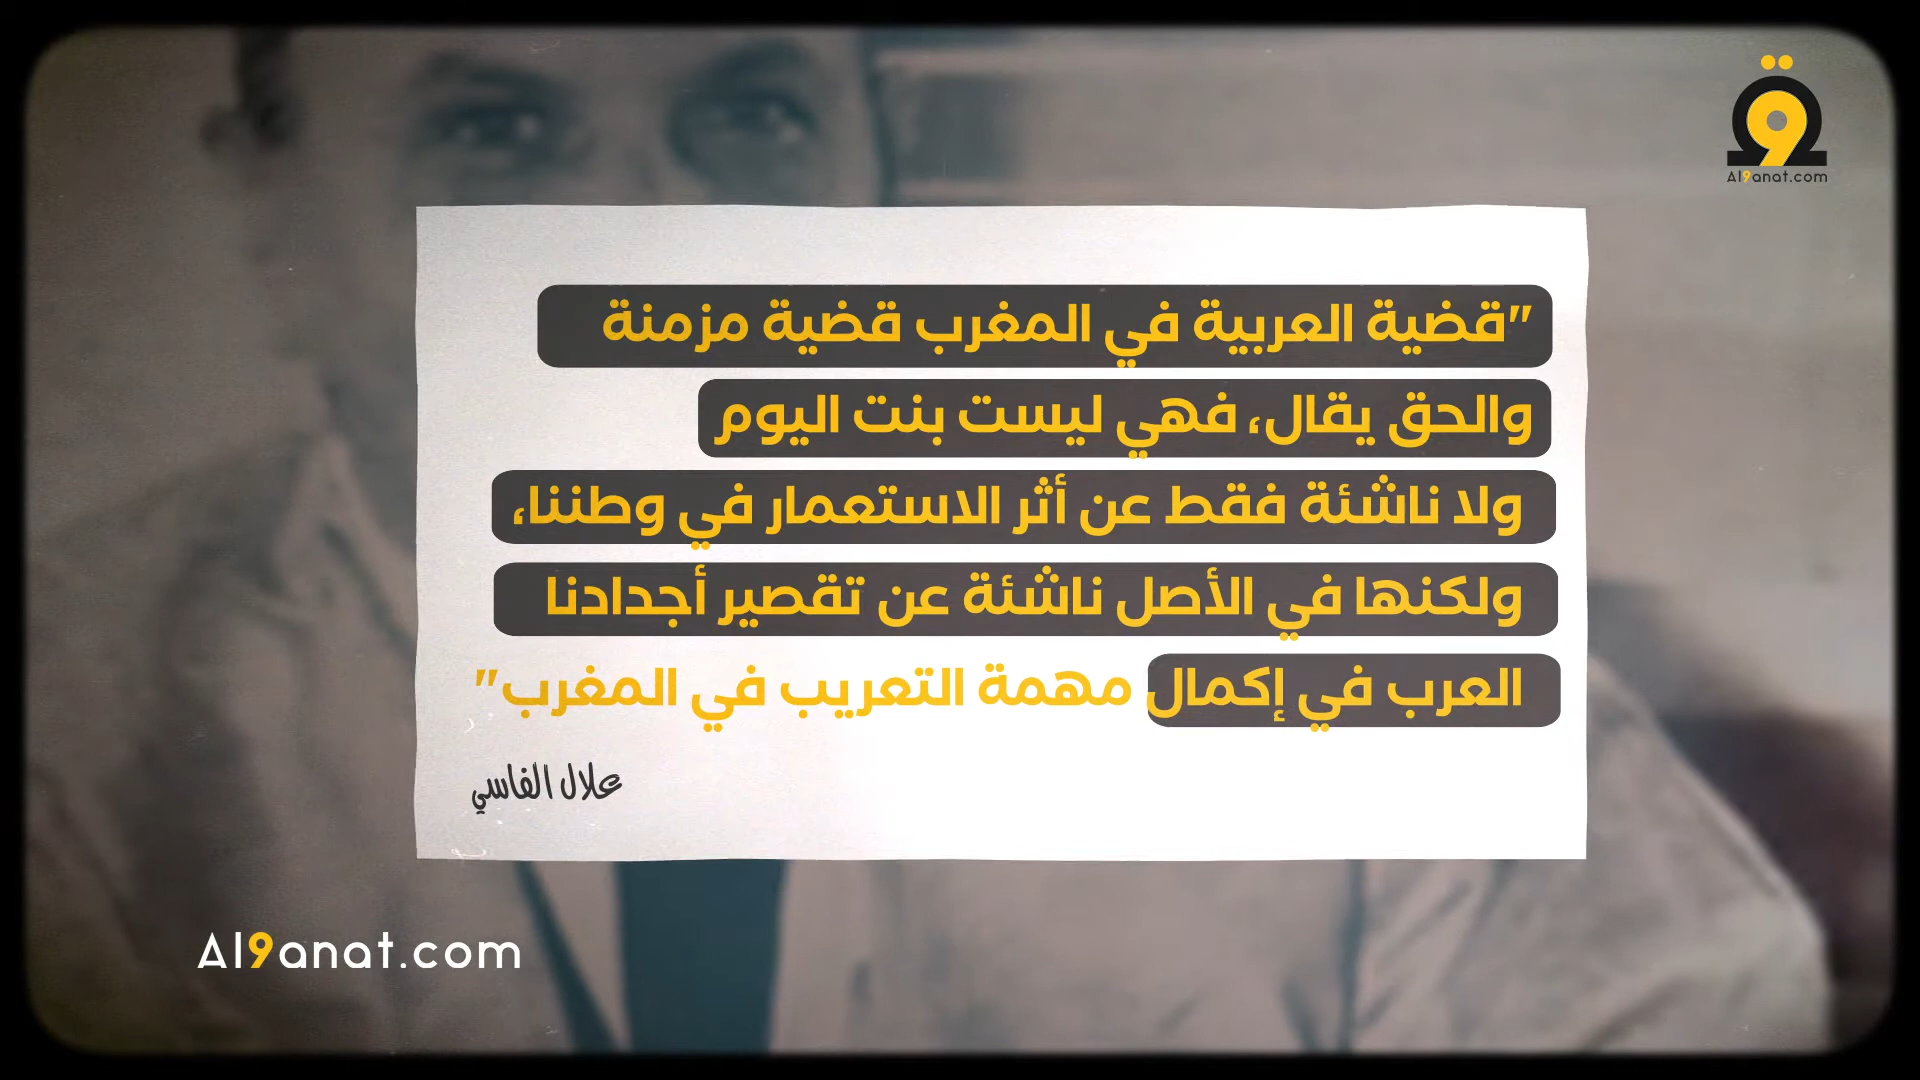 Al9anat.com
"قضية العربية في المغرب قضية مزمنة
والحق يقال، فهي ليست بنت اليوم
ولا ناشئة فقط عن أثر الاستعمار في وطننا،
ولكنها في الأصل ناشئة عن تقصير أجدادنا
العرب في إكمال مهمة التعريب في المغرب"
علال الفاسي
Al9anat.com